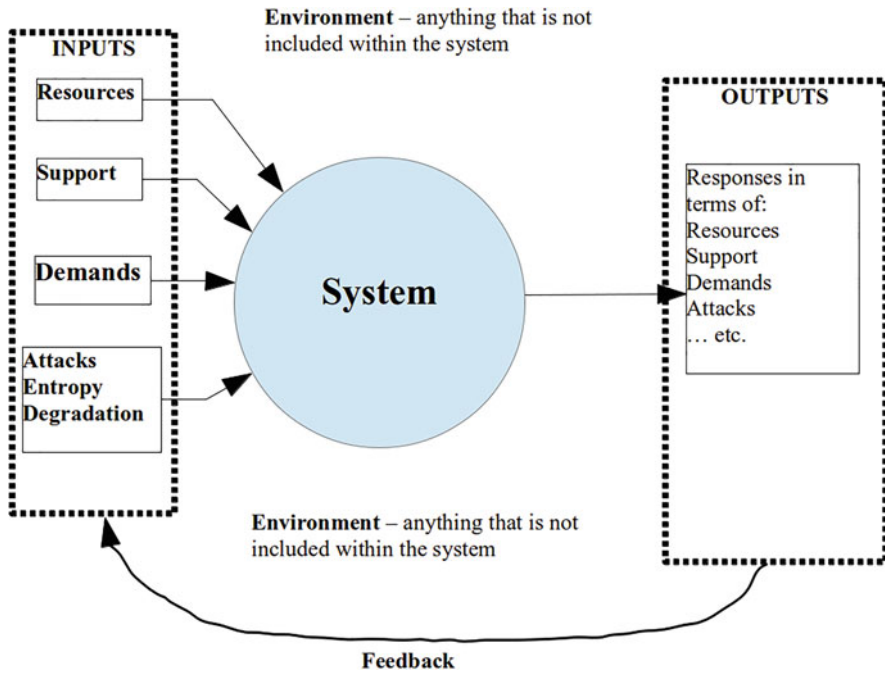 Environment – anything that is not
included within the system
INPUTS
Resources
Support
Demands
Attacks
Entropy
Degradation
System
OUTPUTS
Responses in
terms of:
Resources
Support
Demands
Attacks
… etc.
Environment – anything that is not
included within the system
Feedback